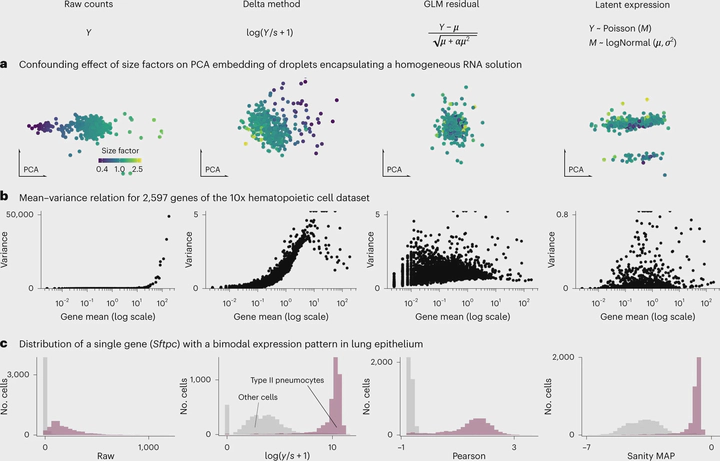 Raw counts
Delta method
GLM residual
Latent expression
Y
log(Y/s + 1)
Y − μ
√μ + αμ²
Y ~ Poisson (M)
M ~ logNormal (μ, σ²)
a Confounding effect of size factors on PCA embedding of droplets encapsulating a homogeneous RNA solution
Size factor
0.4 1.0 2.5
PCA
PCA
PCA
PCA
b Mean–variance relation for 2,597 genes of the 10x hematopoietic cell dataset
50,000
Variance
0
10⁻² 10⁻¹ 10⁰ 10¹ 10²
Gene mean (log scale)
5
Variance
0
10⁻² 10⁻¹ 10⁰ 10¹ 10²
Gene mean (log scale)
5
Variance
0
10⁻² 10⁻¹ 10⁰ 10¹ 10²
Gene mean (log scale)
0.8
Variance
0
10⁻² 10⁻¹ 10⁰ 10¹ 10²
Gene mean (log scale)
c Distribution of a single gene (Sftpc) with a bimodal expression pattern in lung epithelium
No. cells
3,000
0
0 1,000
Raw
No. cells
1,000
0
Type II pneumocytes
Other cells
0 10
log(y/s + 1)
No. cells
2,000
0
−1 3
Pearson
No. cells
2,000
0
−7 0
Sanity MAP